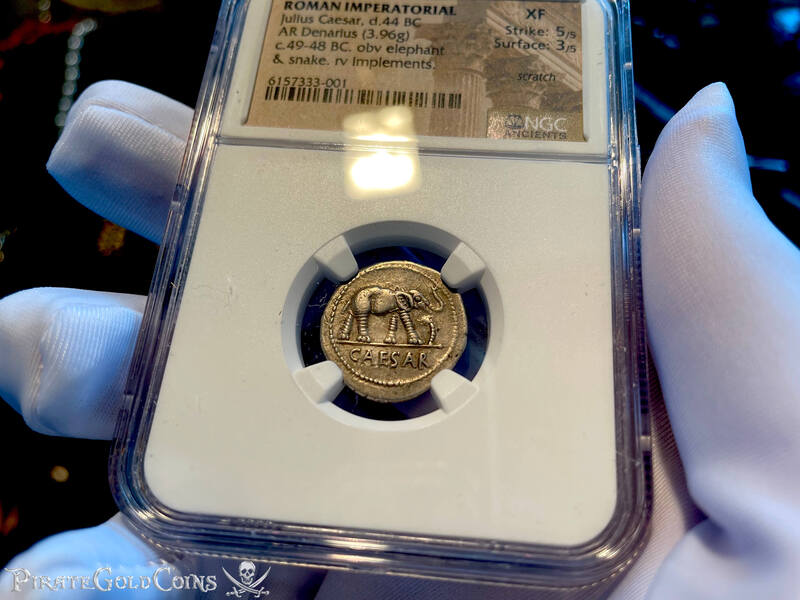 ROMAN IMPERATORIAL
Julius Caesar, d.44 BC
AR Denarius (3.96g)
c.49-48 BC. obv elephant
& snake. rv Implements.
6157333-001
XF
Strike: 5/5
Surface: 3/5
scratch
NGC
ANCIENTS
CAESAR
PIRATEGOLDCOINS